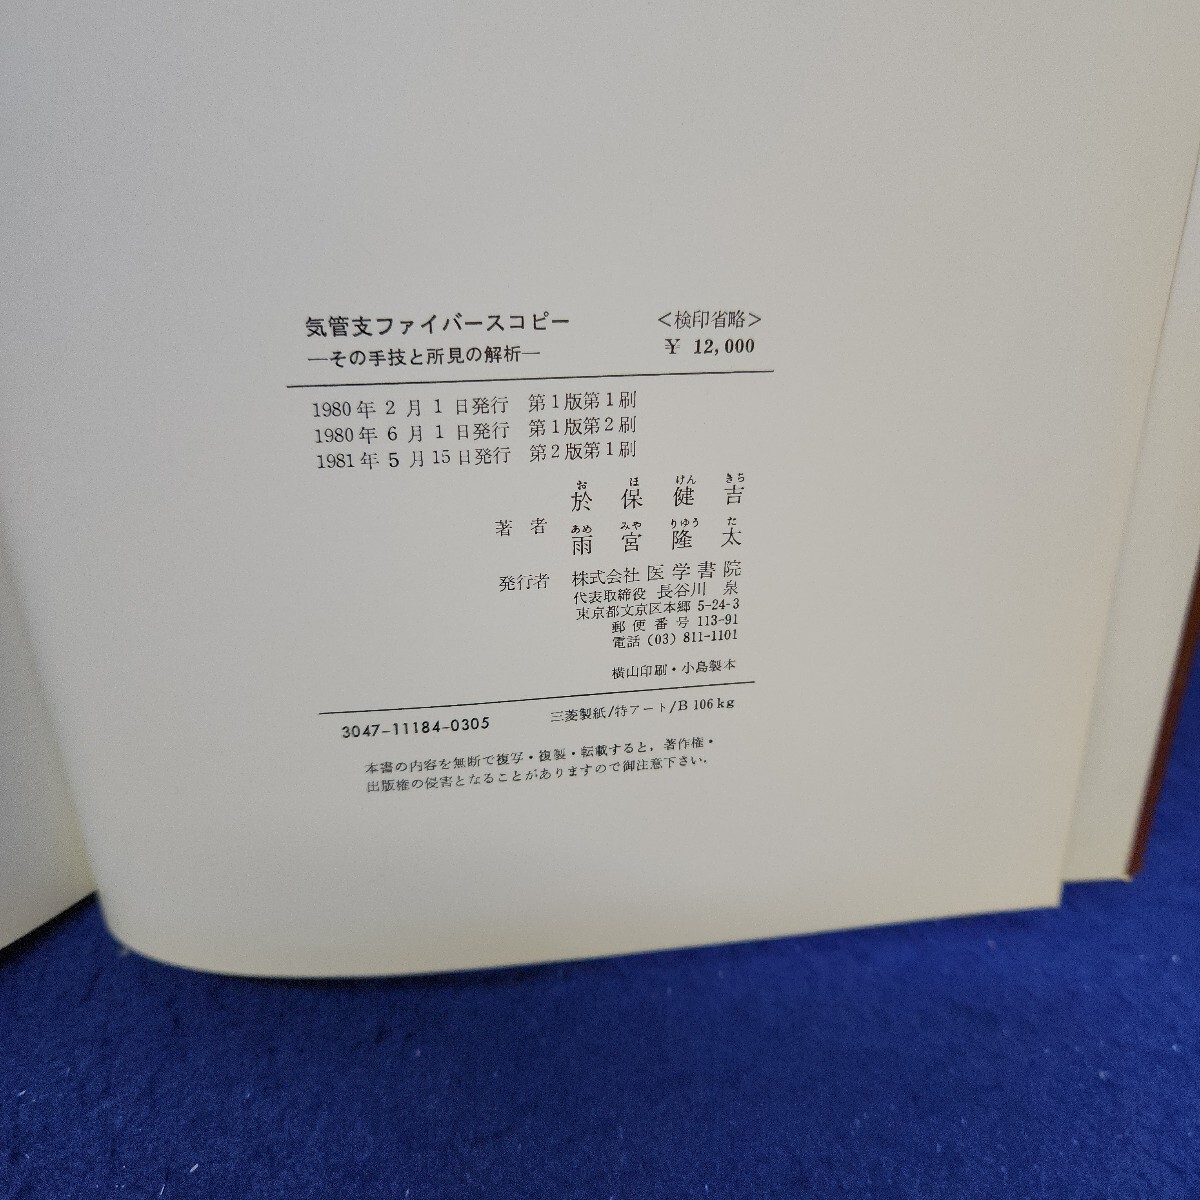 気管支ファイバースコピー <検印省略>
—その手技と所見の解析— ¥ 12,000
1980年2月1日発行 第1版第1刷
1980年6月1日発行 第1版第2刷
1981年5月15日発行 第2版第1刷
お ほ けん きち
於保健吉
著者
あめ みや りゆう た
雨宮隆太
発行者 株式会社 医学書院
代表取締役 長谷川 泉
東京都文京区本郷 5-24-3
郵便番号 113-91
電話 (03) 811-1101
横山印刷・小島製本
3047-11184-0305 三菱製紙/特アート/B 106kg
本書の内容を無断で複写・複製・転載すると,著作権・
出版権の侵害となることがありますので御注意下さい.